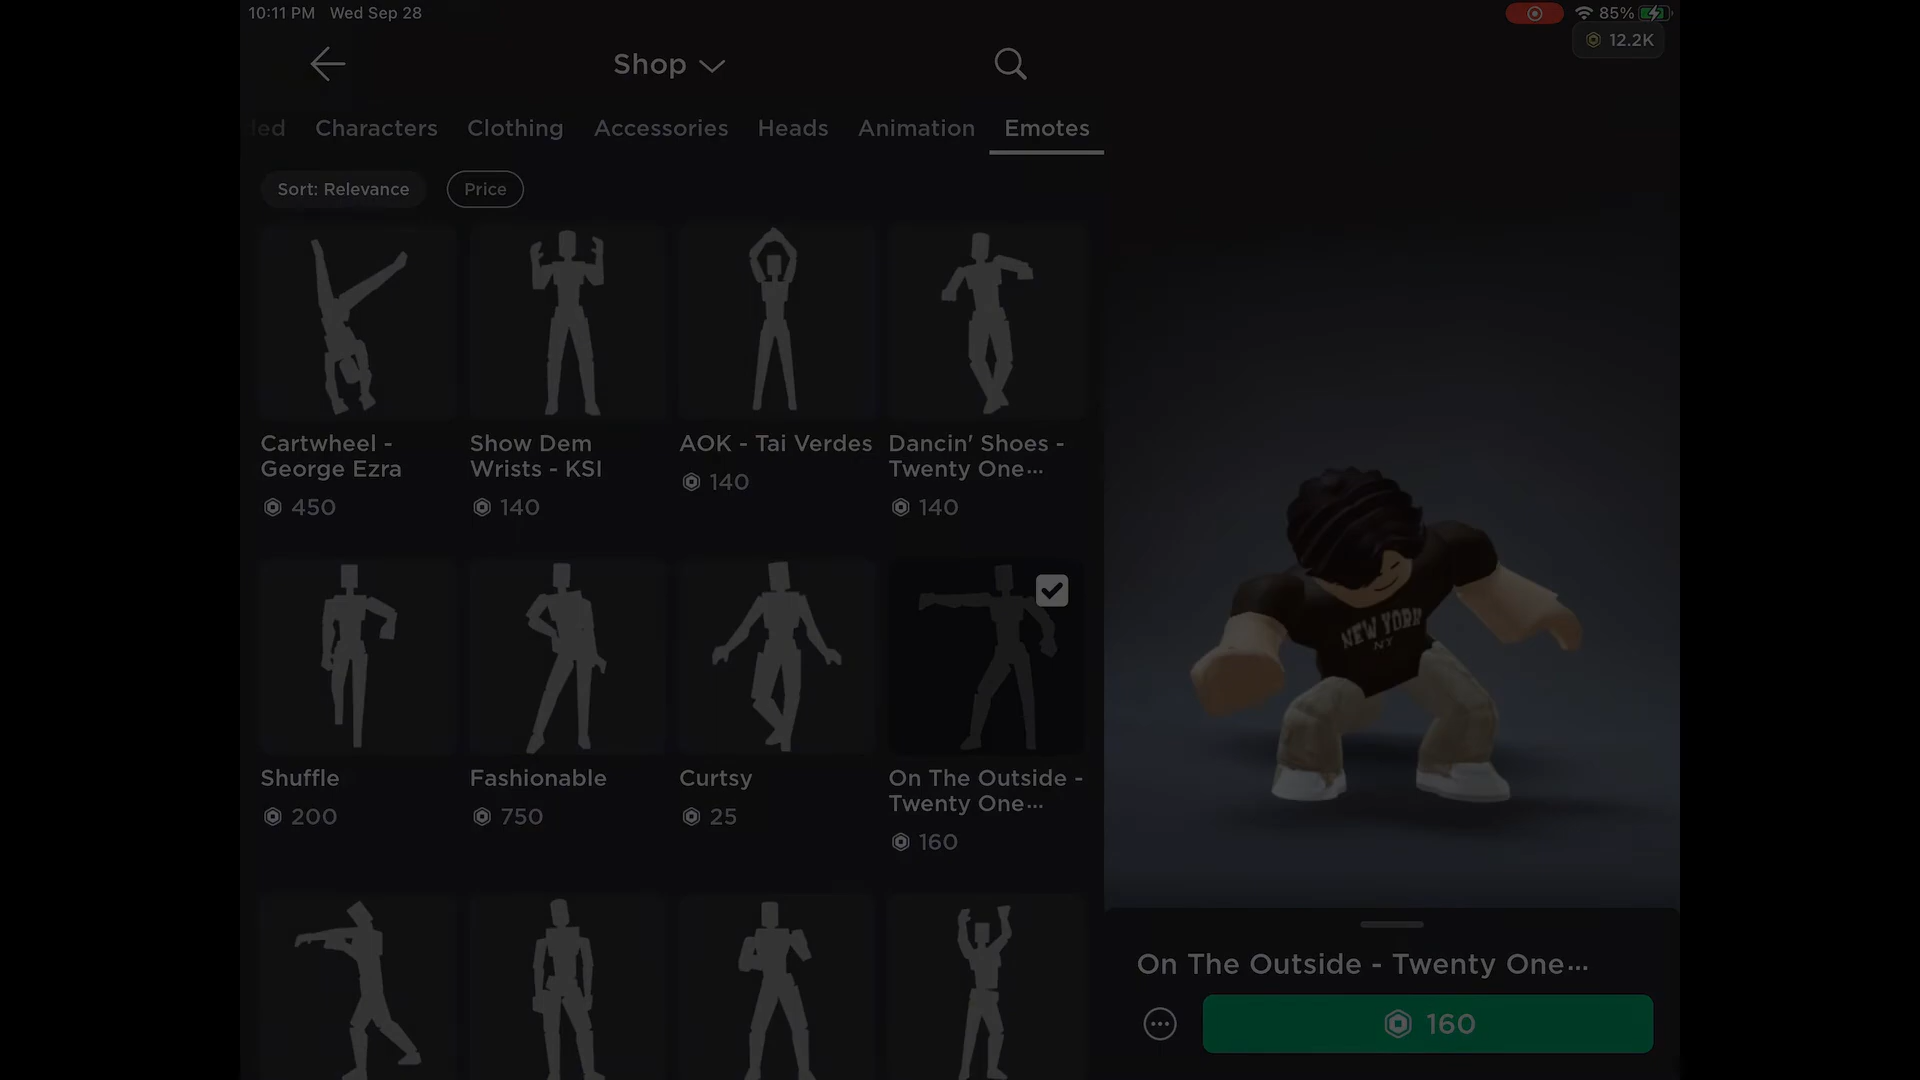 10:11 PM Wed Sep 28
85%
12.2K
Shop
led Characters Clothing Accessories Heads Animation Emotes
Sort: Relevance Price
Cartwheel -
George Ezra
450
Show Dem
Wrists - KSI
140
AOK - Tai Verdes
140
Dancin' Shoes -
Twenty One...
140
Shuffle
200
Fashionable
750
Curtsy
25
On The Outside -
Twenty One...
160
NEW YORK
NY
On The Outside - Twenty One...
160